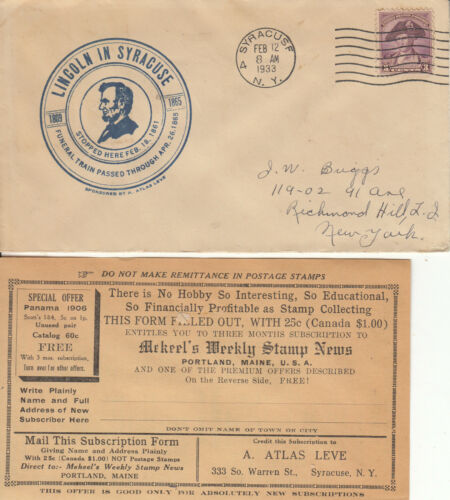 LINCOLN IN SYRACUSE
1809
1865
STOPPED HERE FEB. 18, 1861
FUNERAL TRAIN PASSED THROUGH APR. 26, 1865
SPONSORED BY A. ATLAS LEVE
4 SYRACUSE
FEB 12
8 AM
1933
N. Y.
J. W. Buggs
119-02 91 Ave
Richmond Hill, L. I
New York.
DO NOT MAKE REMITTANCE IN POSTAGE STAMPS
SPECIAL OFFER
Panama 1906
Scott's 184, 5c on 1p.
Unused pair
Catalog 60c
FREE
With 3 mos. subscription,
Turn over for other offers.
There is No Hobby So Interesting, So Educational,
So Financially Profitable as Stamp Collecting
THIS FORM FILLED OUT, WITH 25c (Canada $1.00)
ENTITLES YOU TO THREE MONTHS SUBSCRIPTION TO
Mekeel's Weekly Stamp News
PORTLAND, MAINE, U. S. A.
AND ONE OF THE PREMIUM OFFERS DESCRIBED
On the Reverse Side, FREE!
Write Plainly
Name and Full
Address of New
Subscriber Here
DON'T OMIT NAME OF TOWN OR CITY
Mail This Subscription Form
Giving Name and Address Plainly
With 25c (Canada $1.00) NOT Postage Stamps
Direct to:- Mekeel's Weekly Stamp News
PORTLAND, MAINE
Credit this Subscription to
A. ATLAS LEVE
333 So. Warren St., Syracuse, N. Y.
THIS OFFER IS GOOD ONLY FOR ABSOLUTELY NEW SUBSCRIPTIONS